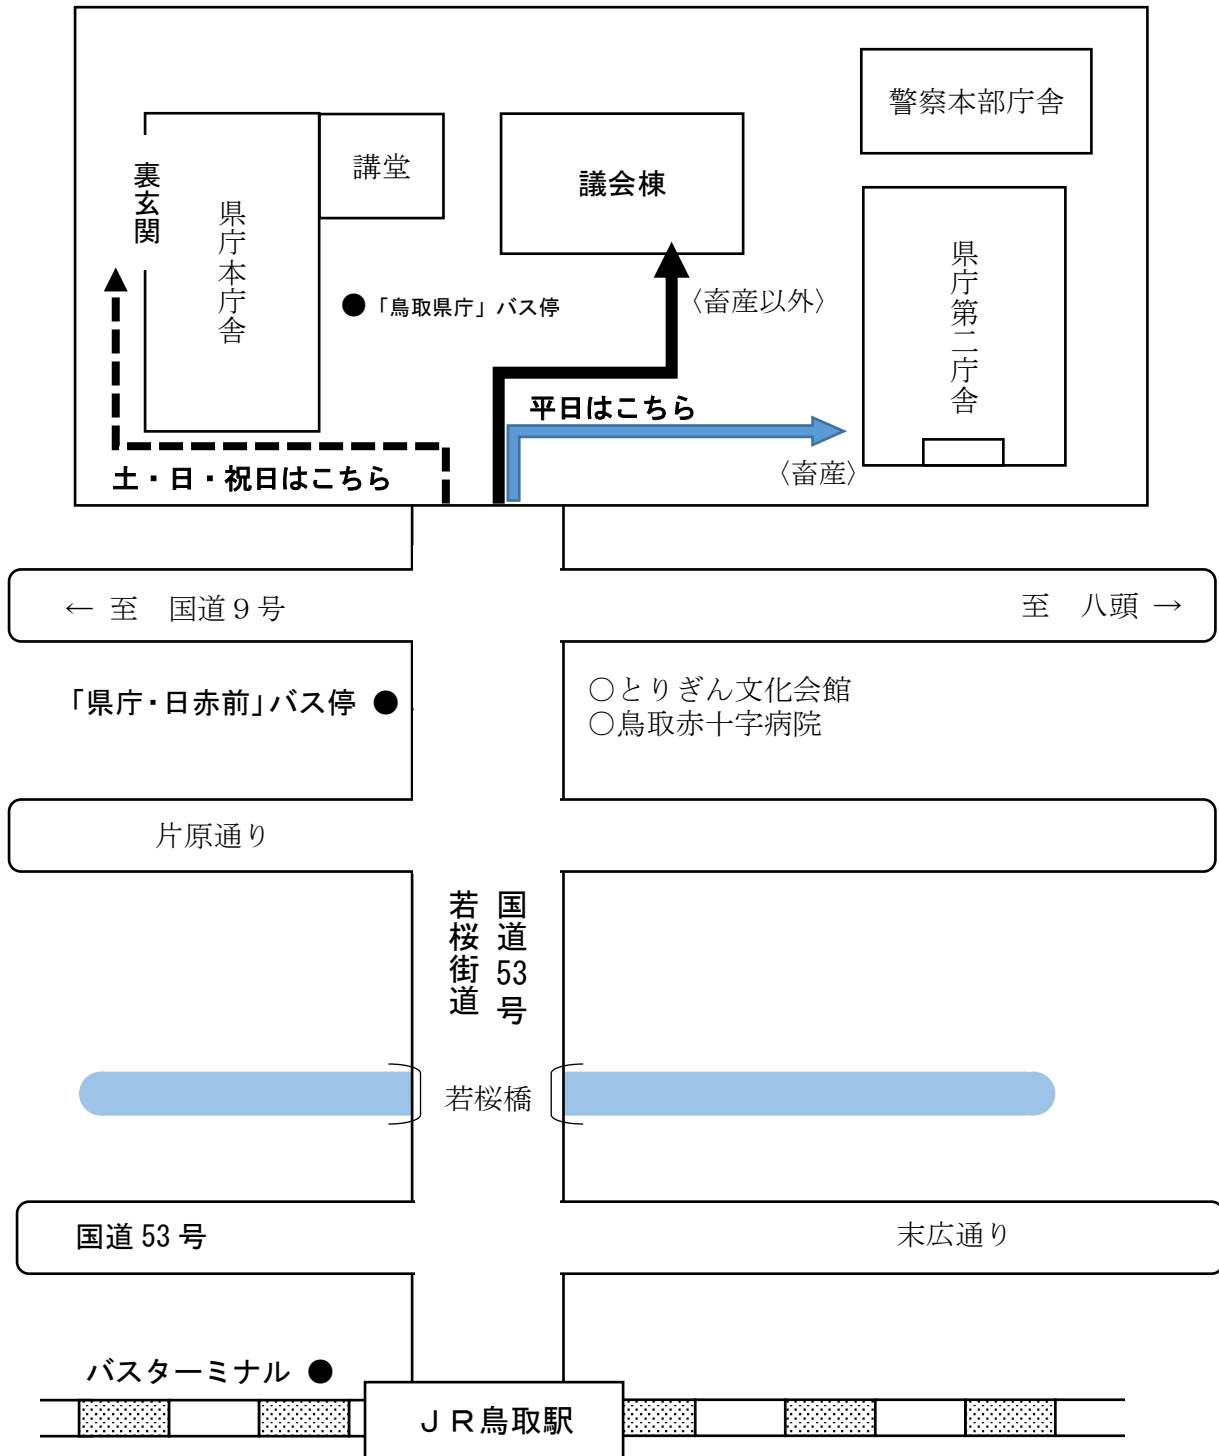 警察本部庁舎
講堂
議会棟
裏玄関
県庁本庁舎
県庁第二庁舎
●「鳥取県庁」バス停
〈畜産以外〉
平日はこちら
〈畜産〉
土・日・祝日はこちら
← 至　国道９号
至　八頭 →
「県庁・日赤前」バス停 ●
○とりぎん文化会館
○鳥取赤十字病院
片原通り
国道53号
若桜街道
若桜橋
国道 53 号
末広通り
バスターミナル ●
ＪＲ鳥取駅